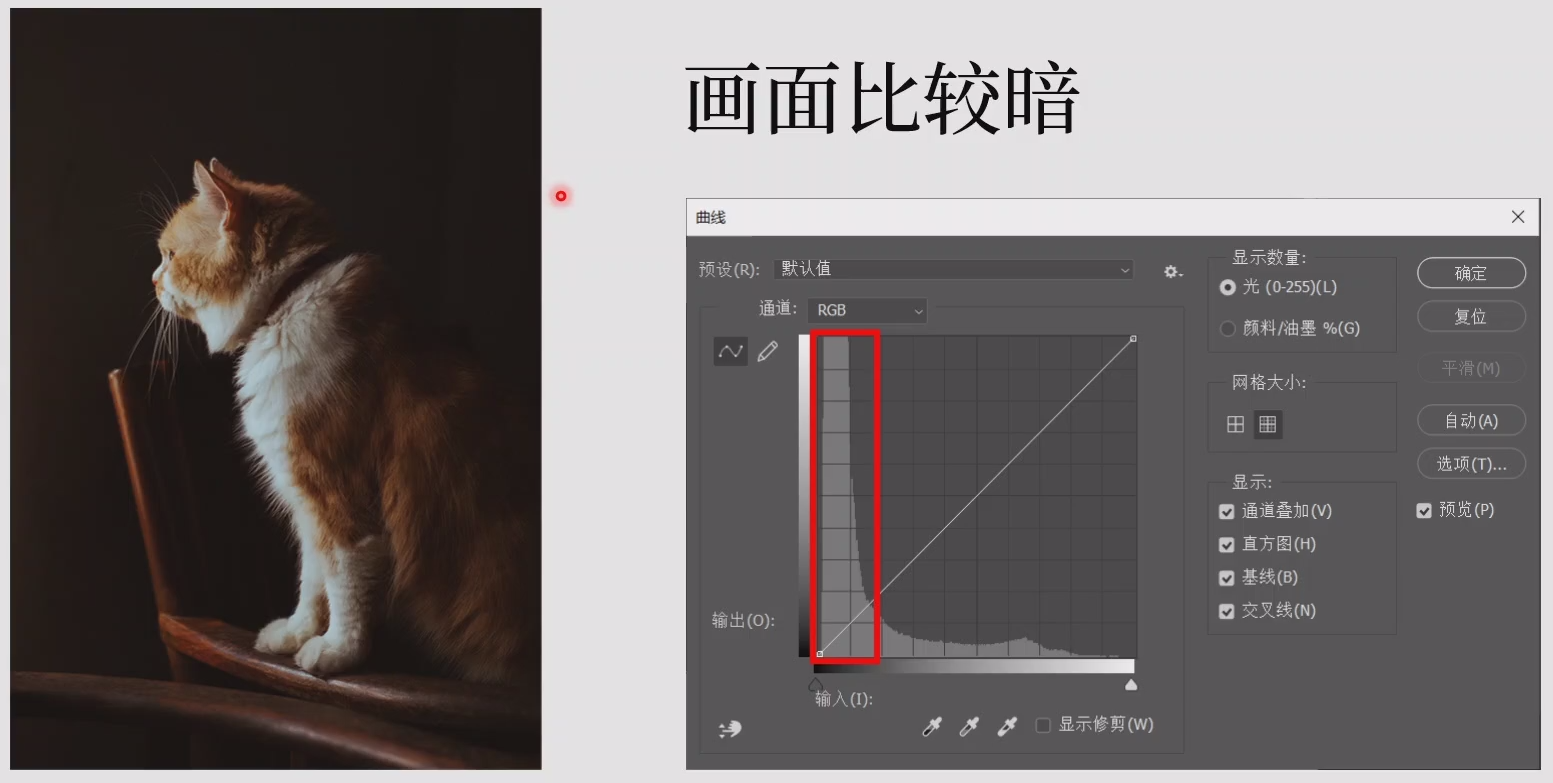 画面比较暗
曲线
预设(R): 默认值
通道: RGB
输出(O):
输入(I):
显示修剪(W)
显示数量:
光 (0-255)(L)
颜料/油墨 %(G)
网格大小:
显示:
通道叠加(V)
直方图(H)
基线(B)
交叉线(N)
确定
复位
平滑(M)
自动(A)
选项(T)...
预览(P)